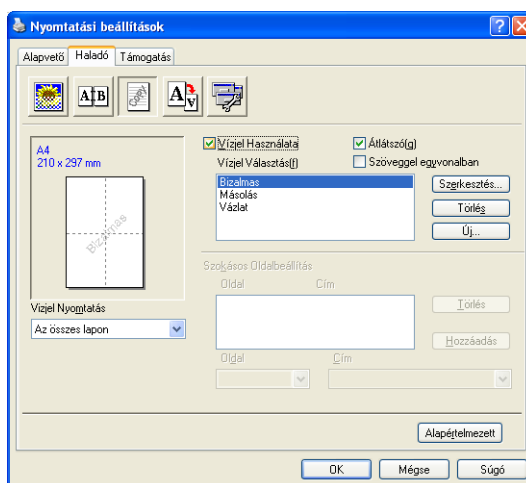 Nyomtatási beállítások
Alapvető Haladó Támogatás
A B Copy A A
A4
210 x 297 mm
Bizalmas
Vizjel Nyomtatás
Az összes lapon
Vízjel Használata
Átlátszó(g)
Vízjel Választás(f)
Szöveggel egyvonalban
Bizalmas
Másolás
Vázlat
Szerkesztés...
Törlés
Új...
Szokásos Oldalbeállítás
Oldal Cím
Törlés
Hozzáadás
Oldal Cím
Alapértelmezett
OK Mégse Súgó